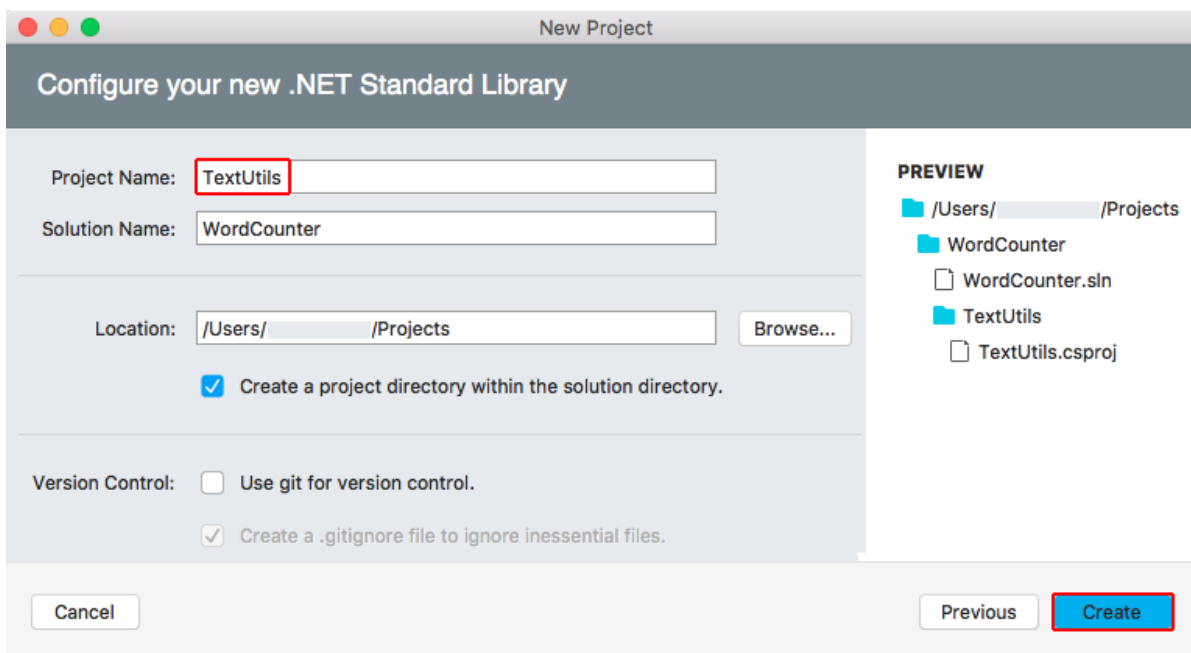 New Project
Configure your new .NET Standard Library
Project Name: TextUtils
Solution Name: WordCounter
Location: /Users/ /Projects Browse...
Create a project directory within the solution directory.
Version Control: Use git for version control.
Create a .gitignore file to ignore inessential files.
PREVIEW
/Users/ /Projects
WordCounter
WordCounter.sln
TextUtils
TextUtils.csproj
Cancel Previous Create